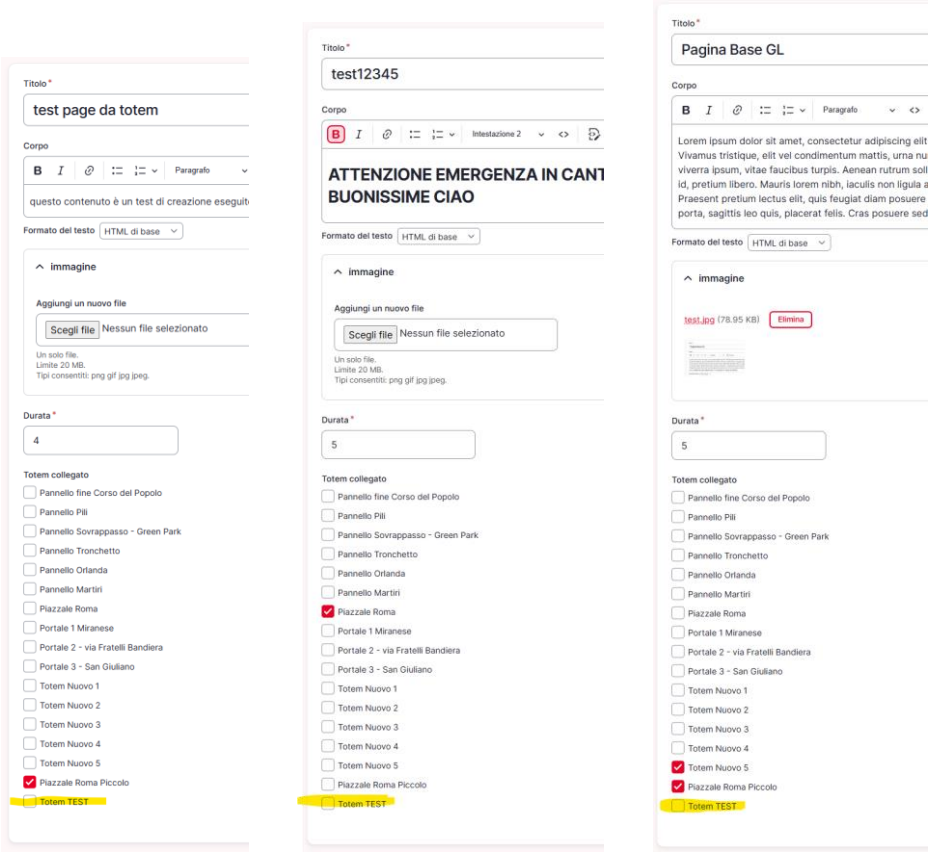 Titolo*
test page da totem
Corpo
B I Paragrafo
questo contenuto è un test di creazione eseguit
Formato del testo HTML di base
immagine
Aggiungi un nuovo file
Scegli file Nessun file selezionato
Un solo file.
Limite 20 MB.
Tipi consentiti: png gif jpg jpeg.
Durata*
4
Totem collegato
Pannello fine Corso del Popolo
Pannello Pili
Pannello Sovrappasso - Green Park
Pannello Tronchetto
Pannello Orlanda
Pannello Martiri
Piazzale Roma
Portale 1 Miranese
Portale 2 - via Fratelli Bandiera
Portale 3 - San Giuliano
Totem Nuovo 1
Totem Nuovo 2
Totem Nuovo 3
Totem Nuovo 4
Totem Nuovo 5
Piazzale Roma Piccolo
Totem TEST
Titolo*
test12345
Corpo
B I Intestazione 2
ATTENZIONE EMERGENZA IN CANT
BUONISSIME CIAO
Formato del testo HTML di base
immagine
Aggiungi un nuovo file
Scegli file Nessun file selezionato
Un solo file.
Limite 20 MB.
Tipi consentiti: png gif jpg jpeg.
Durata*
5
Totem collegato
Pannello fine Corso del Popolo
Pannello Pili
Pannello Sovrappasso - Green Park
Pannello Tronchetto
Pannello Orlanda
Pannello Martiri
Piazzale Roma
Portale 1 Miranese
Portale 2 - via Fratelli Bandiera
Portale 3 - San Giuliano
Totem Nuovo 1
Totem Nuovo 2
Totem Nuovo 3
Totem Nuovo 4
Totem Nuovo 5
Piazzale Roma Piccolo
Totem TEST
Titolo*
Pagina Base GL
Corpo
B I Paragrafo
Lorem ipsum dolor sit amet, consectetur adipiscing elit
Vivamus tristique, elit vel condimentum mattis, urna nu
viverra ipsum, vitae faucibus turpis. Aenean rutrum soll
id, pretium libero. Mauris lorem nibh, iaculis non ligula a
Praesent pretium lectus elit, quis feugiat diam posuere
porta, sagittis leo quis, placerat felis. Cras posuere sed
Formato del testo HTML di base
immagine
test.jpg (78.95 KB) Elimina
Durata*
5
Totem collegato
Pannello fine Corso del Popolo
Pannello Pili
Pannello Sovrappasso - Green Park
Pannello Tronchetto
Pannello Orlanda
Pannello Martiri
Piazzale Roma
Portale 1 Miranese
Portale 2 - via Fratelli Bandiera
Portale 3 - San Giuliano
Totem Nuovo 1
Totem Nuovo 2
Totem Nuovo 3
Totem Nuovo 4
Totem Nuovo 5
Piazzale Roma Piccolo
Totem TEST